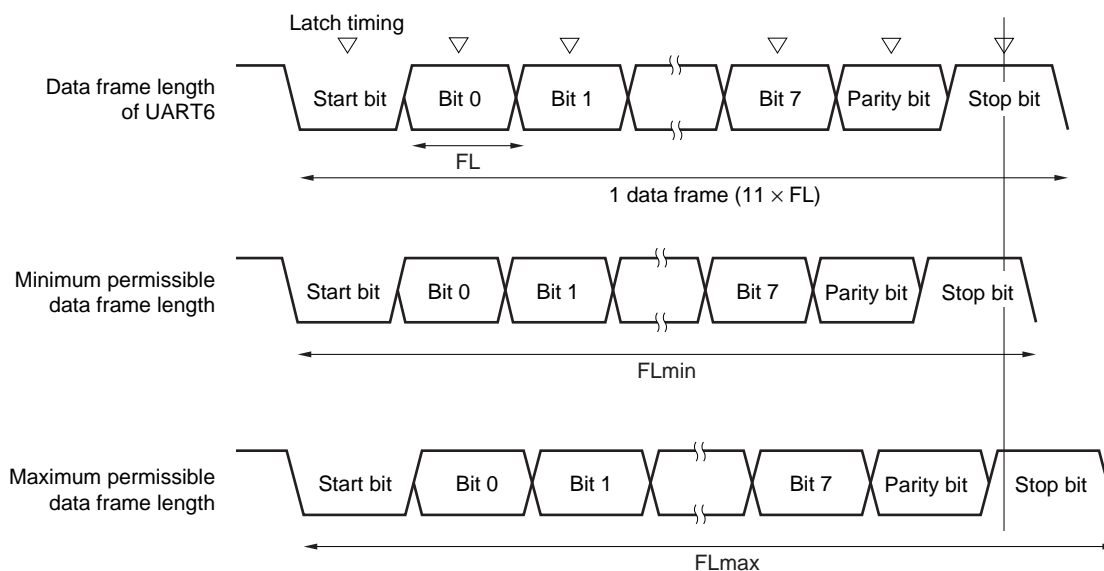 Latch timing
Data frame length
of UART6
Start bit
Bit 0
Bit 1
Bit 7
Parity bit
Stop bit
FL
1 data frame (11 × FL)
Minimum permissible
data frame length
Start bit
Bit 0
Bit 1
Bit 7
Parity bit
Stop bit
FLmin
Maximum permissible
data frame length
Start bit
Bit 0
Bit 1
Bit 7
Parity bit
Stop bit
FLmax